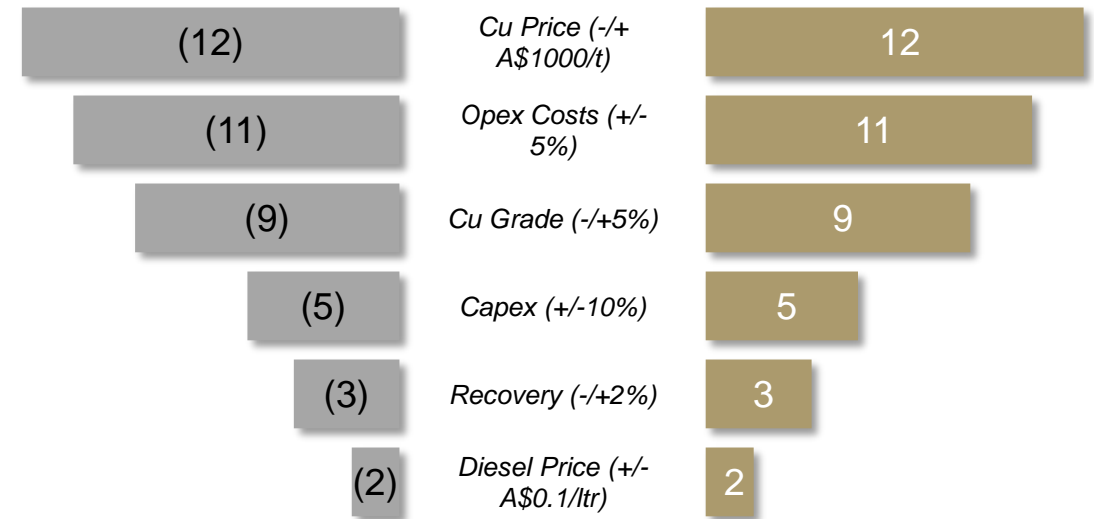 (12)
Cu Price (-/+
A$1000/t)
12
(11)
Opex Costs (+/-
5%)
11
(9)
Cu Grade (-/+5%)
9
(5)
Capex (+/-10%)
5
(3)
Recovery (-/+2%)
3
(2)
Diesel Price (+/-
A$0.1/ltr)
2